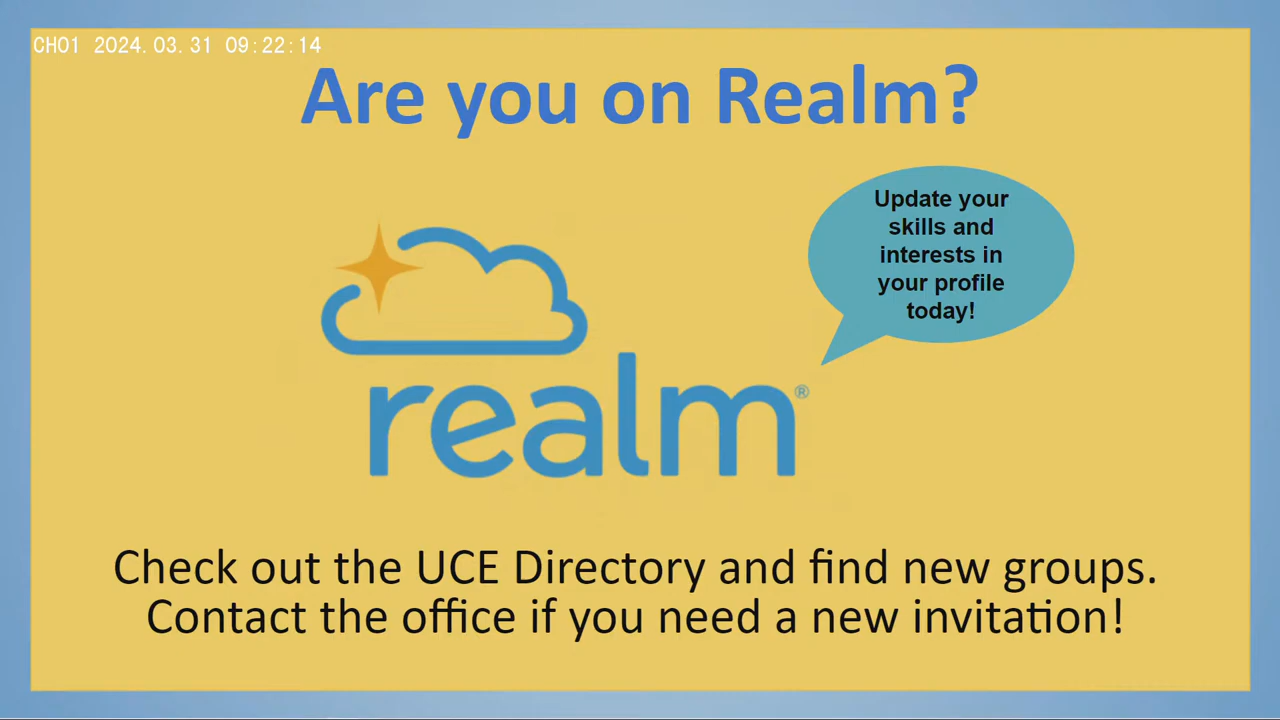 CH01 2024.03.31 09:22:14
Are you on Realm?
Update your
skills and
interests in
your profile
today!
realm®
Check out the UCE Directory and find new groups.
Contact the office if you need a new invitation!